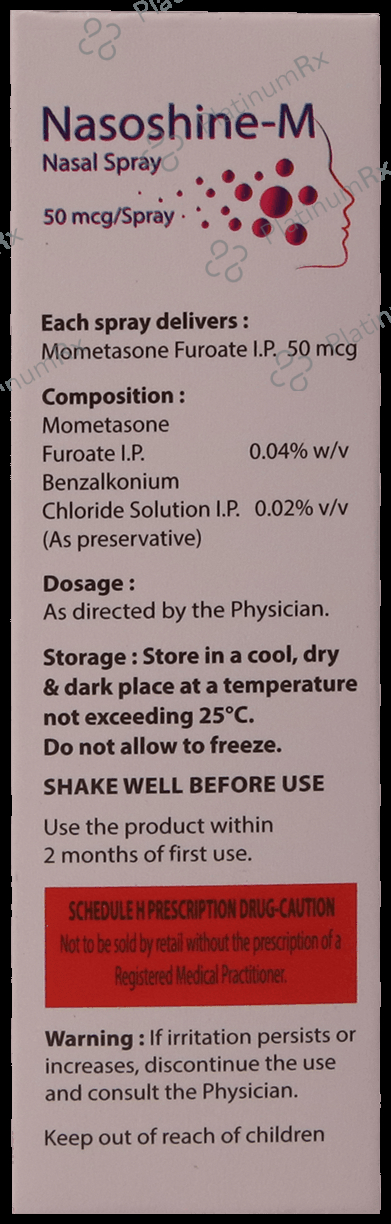 Nasoshine-M
Nasal Spray
50 mcg/Spray
Each spray delivers :
Mometasone Furoate I.P. 50 mcg
Composition :
Mometasone
Furoate I.P. 0.04% w/v
Benzalkonium
Chloride Solution I.P. 0.02% v/v
(As preservative)
Dosage :
As directed by the Physician.
Storage : Store in a cool, dry
& dark place at a temperature
not exceeding 25°C.
Do not allow to freeze.
SHAKE WELL BEFORE USE
Use the product within
2 months of first use.
SCHEDULE H PRESCRIPTION DRUG-CAUTION
Not to be sold by retail without the prescription of a
Registered Medical Practitioner.
Warning : If irritation persists or
increases, discontinue the use
and consult the Physician.
Keep out of reach of children
PlatinumRx
PlatinumRx